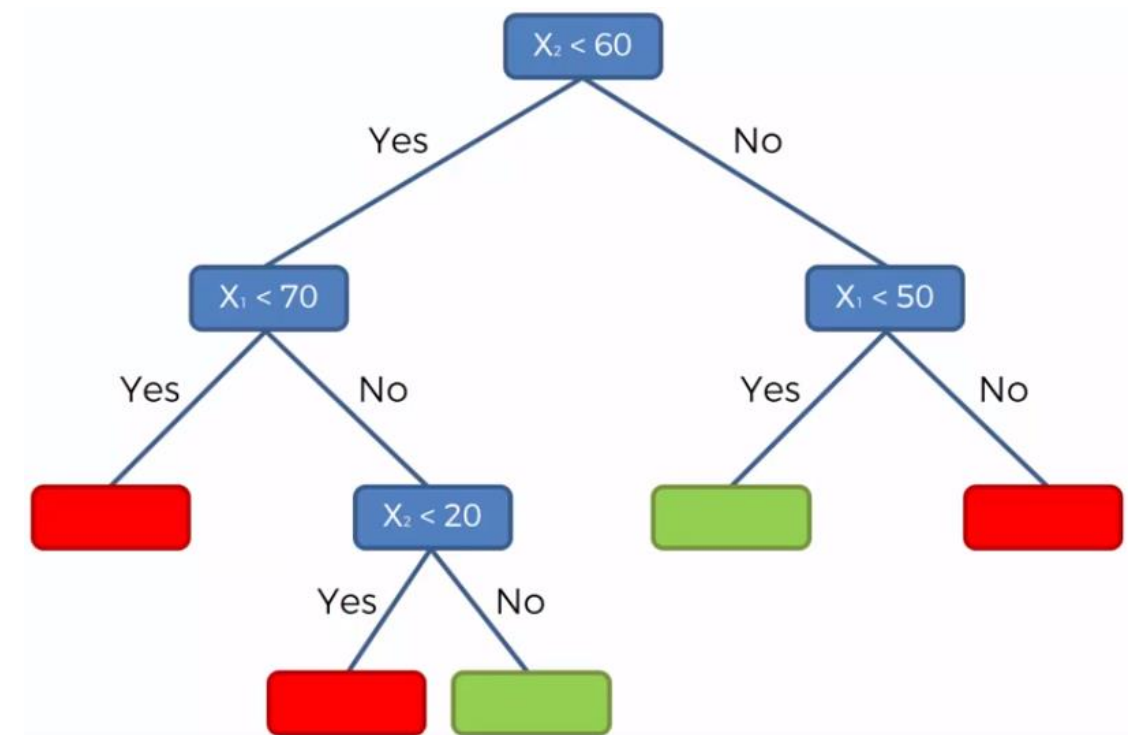 X₂ < 60
Yes
No
X₁ < 70
X₁ < 50
Yes
No
Yes
No
X₂ < 20
Yes
No